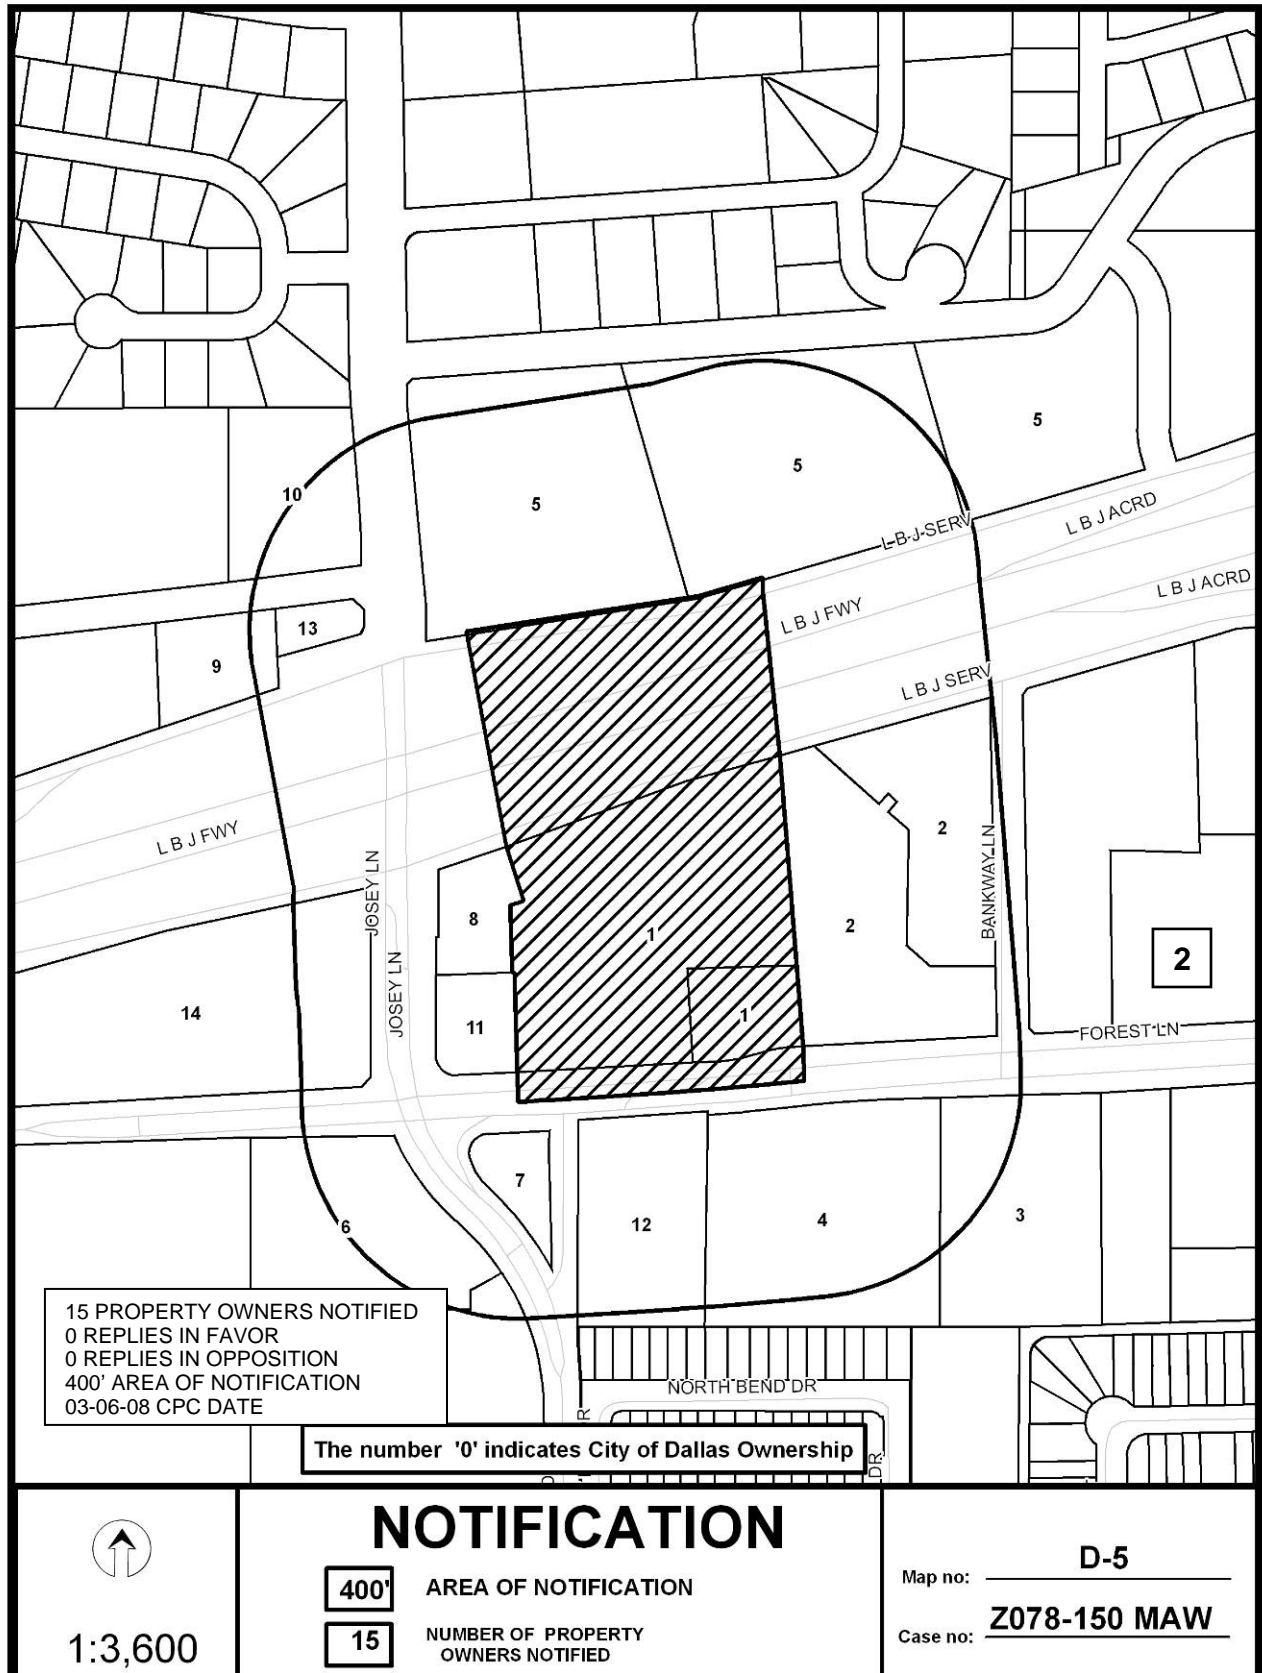 5
5
5
10
L B J SERV
L B J ACRD
L B J ACRD
L B J FWY
13
9
L B J SERV
L B J FWY
2
JOSEY LN
BANKWAY LN
8
1
2
2
JOSEY LN
14
11
1
FOREST LN
7
6
12
4
3
15 PROPERTY OWNERS NOTIFIED
0 REPLIES IN FAVOR
0 REPLIES IN OPPOSITION
400' AREA OF NOTIFICATION
03-06-08 CPC DATE
NORTH BEND DR
DR
The number '0' indicates City of Dallas Ownership
DR
NOTIFICATION
400' AREA OF NOTIFICATION
15 NUMBER OF PROPERTY
OWNERS NOTIFIED
1:3,600
Map no: D-5
Case no: Z078-150 MAW